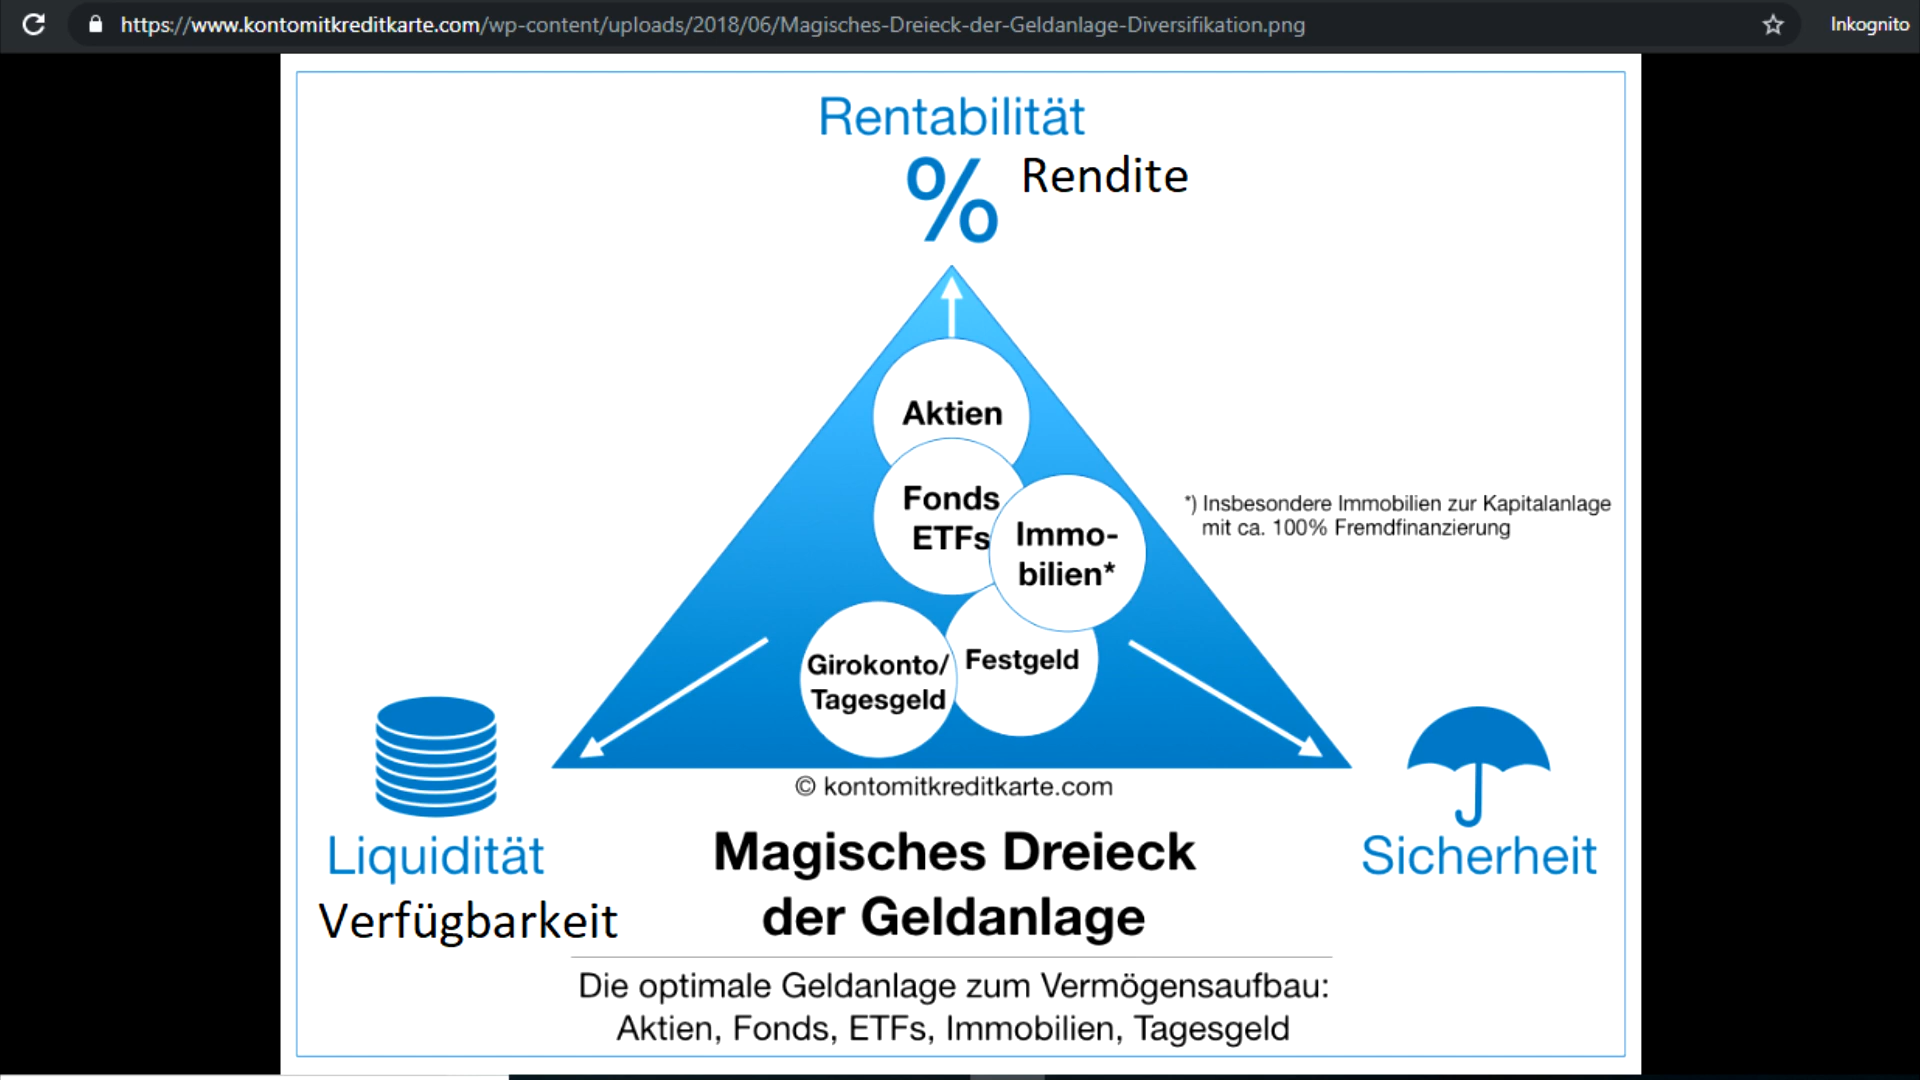 https://www.kontomitkreditkarte.com/wp-content/uploads/2018/06/Magisches-Dreieck-der-Geldanlage-Diversifikation.png
Inkognito
Rentabilität
% Rendite
Aktien
Fonds
ETFs
Immo-
bilien*
*) Insbesondere Immobilien zur Kapitalanlage
mit ca. 100% Fremdfinanzierung
Girokonto/
Tagesgeld
Festgeld
© kontomitkreditkarte.com
Liquidität
Verfügbarkeit
Sicherheit
Magisches Dreieck
der Geldanlage
Die optimale Geldanlage zum Vermögensaufbau:
Aktien, Fonds, ETFs, Immobilien, Tagesgeld